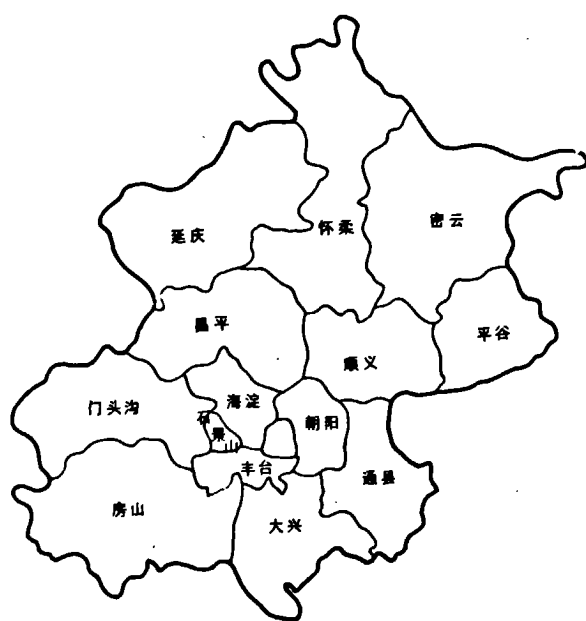 密云
怀柔
延庆
昌平
平谷
顺义
门头沟
海淀
朝阳
石景山
丰台
通县
房山
大兴